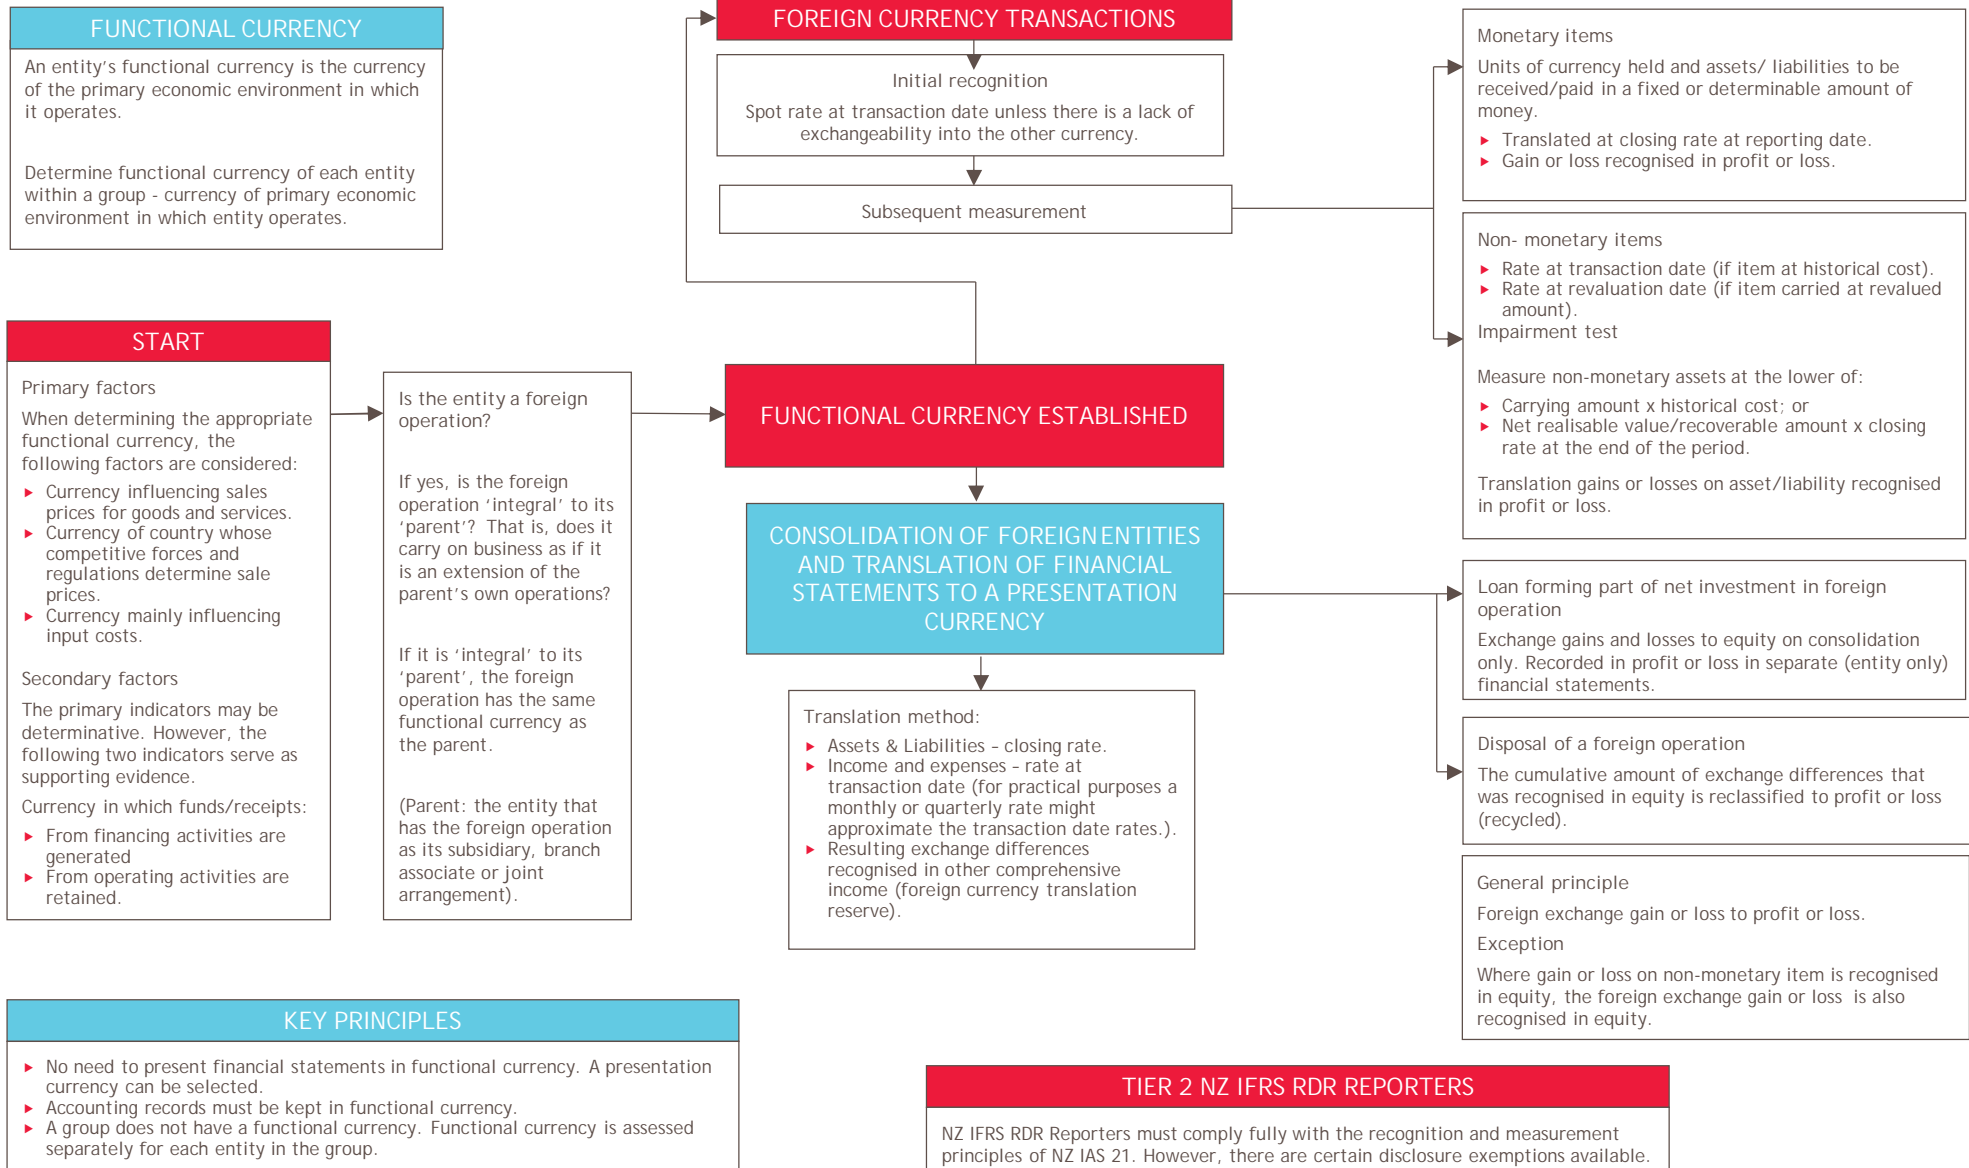 FUNCTIONAL CURRENCY
An entity's functional currency is the currency
of the primary economic environment in which
it operates.
Determine functional currency of each entity
within a group - currency of primary economic
environment in which entity operates.
FOREIGN CURRENCY TRANSACTIONS
Initial recognition
Spot rate at transaction date unless there is a lack of
exchangeability into the other currency.
Subsequent measurement
Monetary items
Units of currency held and assets/ liabilities to be
received/paid in a fixed or determinable amount of
money.
► Translated at closing rate at reporting date.
► Gain or loss recognised in profit or loss.
Non- monetary items
► Rate at transaction date (if item at historical cost).
► Rate at revaluation date (if item carried at revalued
amount).
Impairment test
Measure non-monetary assets at the lower of:
► Carrying amount x historical cost; or
► Net realisable value/recoverable amount x closing
rate at the end of the period.
Translation gains or losses on asset/liability recognised
in profit or loss.
START
Primary factors
When determining the appropriate
functional currency, the
following factors are considered:
► Currency influencing sales
prices for goods and services.
► Currency of country whose
competitive forces and
regulations determine sale
prices.
► Currency mainly influencing
input costs.
Secondary factors
The primary indicators may be
determinative. However, the
following two indicators serve as
supporting evidence.
Currency in which funds/receipts:
► From financing activities are
generated
► From operating activities are
retained.
Is the entity a foreign
operation?
If yes, is the foreign
operation 'integral' to its
'parent'? That is, does it
carry on business as if it
is an extension of the
parent's own operations?
If it is 'integral' to its
'parent', the foreign
operation has the same
functional currency as
the parent.
(Parent: the entity that
has the foreign operation
as its subsidiary, branch
associate or joint
arrangement).
FUNCTIONAL CURRENCY ESTABLISHED
CONSOLIDATION OF FOREIGN ENTITIES
AND TRANSLATION OF FINANCIAL
STATEMENTS TO A PRESENTATION
CURRENCY
Translation method:
► Assets & Liabilities – closing rate.
► Income and expenses – rate at
transaction date (for practical purposes a
monthly or quarterly rate might
approximate the transaction date rates.).
► Resulting exchange differences
recognised in other comprehensive
income (foreign currency translation
reserve).
Loan forming part of net investment in foreign
operation
Exchange gains and losses to equity on consolidation
only. Recorded in profit or loss in separate (entity only)
financial statements.
Disposal of a foreign operation
The cumulative amount of exchange differences that
was recognised in equity is reclassified to profit or loss
(recycled).
General principle
Foreign exchange gain or loss to profit or loss.
Exception
Where gain or loss on non-monetary item is recognised
in equity, the foreign exchange gain or loss is also
recognised in equity.
KEY PRINCIPLES
► No need to present financial statements in functional currency. A presentation
currency can be selected.
► Accounting records must be kept in functional currency.
► A group does not have a functional currency. Functional currency is assessed
separately for each entity in the group.
TIER 2 NZ IFRS RDR REPORTERS
NZ IFRS RDR Reporters must comply fully with the recognition and measurement
principles of NZ IAS 21. However, there are certain disclosure exemptions available.